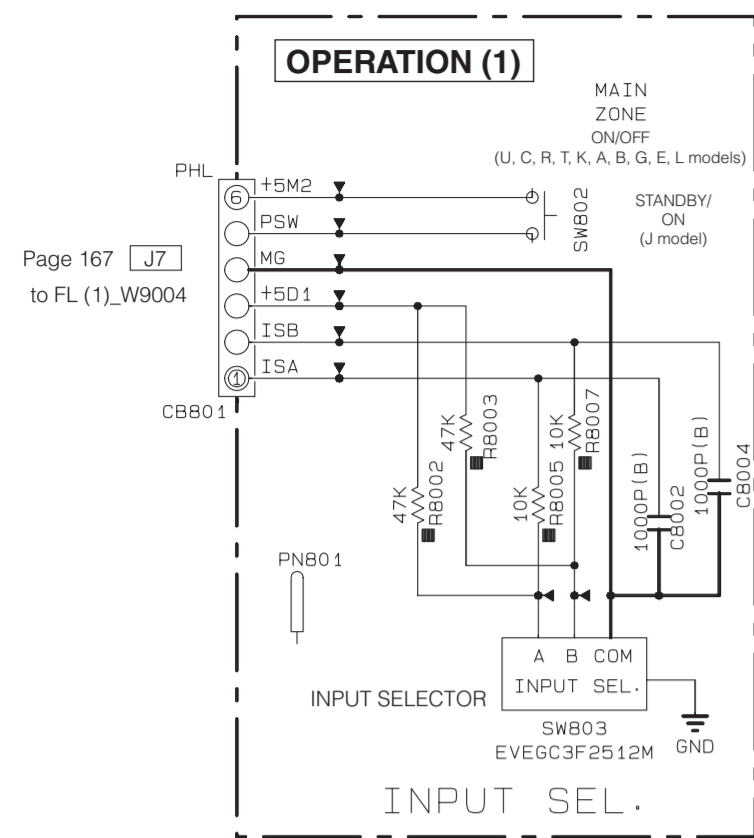 OPERATION (1)
MAIN
ZONE
ON/OFF
(U, C, R, T, K, A, B, G, E, L models)
STANDBY/
ON
(J model)
SW802
PHL
6
+5M2
PSW
MG
+5D1
ISB
ISA
1
CB801
Page 167 J7
to FL (1)_W9004
47K
R8002
47K
R8003
10K
R8005
10K
R8007
1000P(B)
C8002
1000P(B)
C8004
PN801
A B COM
INPUT SEL.
INPUT SELECTOR
SW803
EVEGC3F2512M
GND
INPUT SEL.